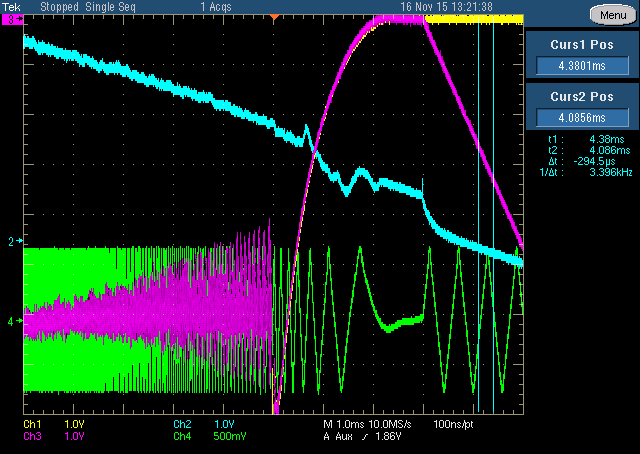 Tek Stopped Single Seq 1 Acqs 16 Nov 15 13:21:38
Menu
3
Curs1 Pos
4.3801ms
Curs2 Pos
4.0856ms
t1 : 4.38ms
t2 : 4.086ms
Δt : -294.5µs
1/Δt : 3.396kHz
2
4
Ch1 1.0V Ch2 1.0V M 1.0ms 10.0MS/s 100ns/pt
Ch3 1.0V Ch4 500mV A Aux ∕ 1.86V